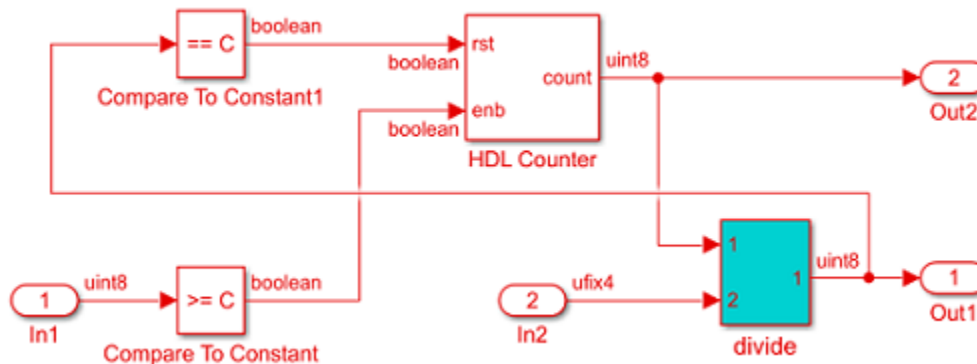 == C
boolean
Compare To Constant1
rst
boolean
enb
boolean
count
HDL Counter
uint8
2
Out2
1
In1
uint8
>= C
boolean
Compare To Constant
2
In2
ufix4
1
2
1
divide
uint8
1
Out1